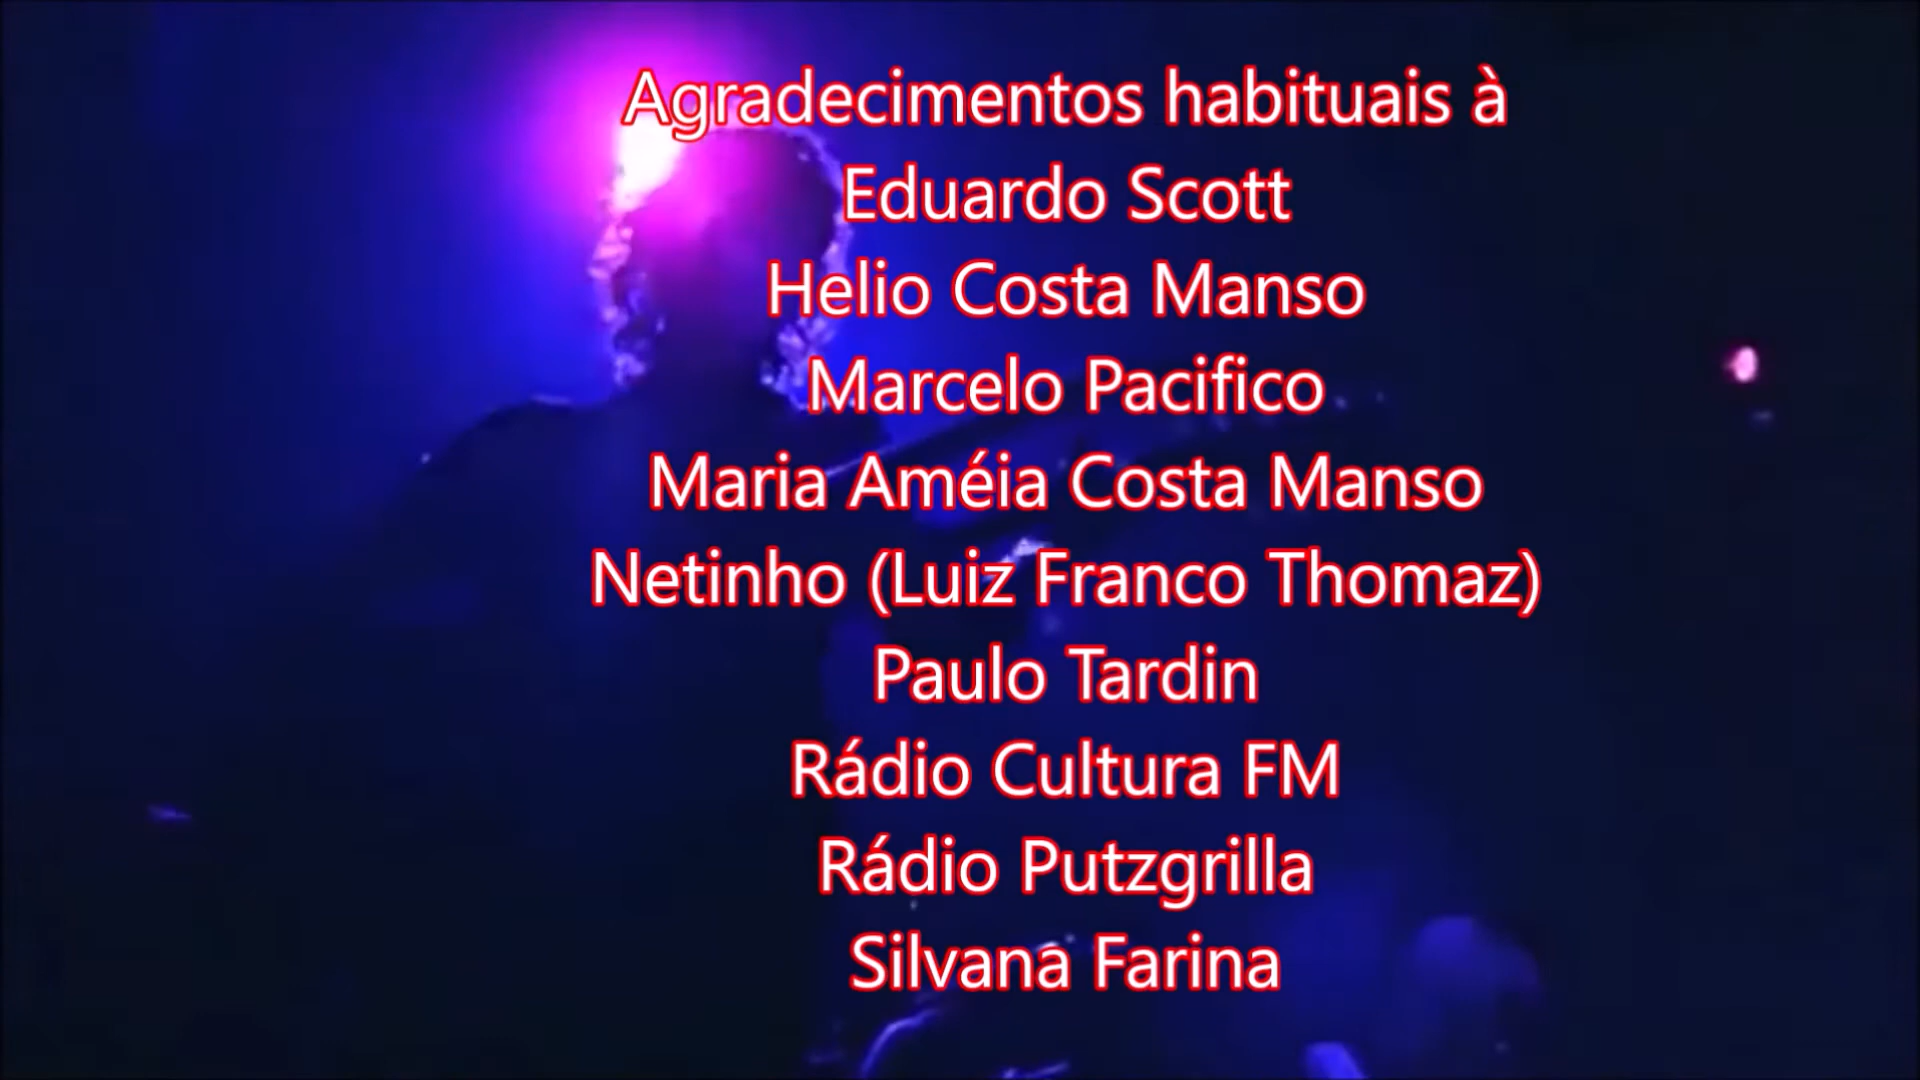 Agradecimentos habituais à
Eduardo Scott
Helio Costa Manso
Marcelo Pacifico
Maria Améia Costa Manso
Netinho (Luiz Franco Thomaz)
Paulo Tardin
Rádio Cultura FM
Rádio Putzgrilla
Silvana Farina